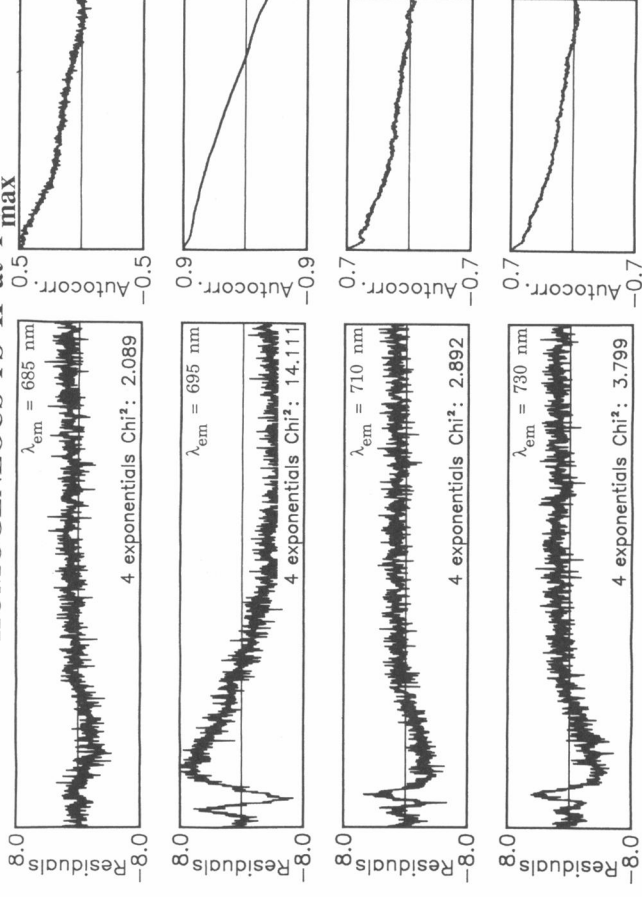 max
8.0
Residuals
-8.0
λem = 685 nm
4 exponentials Chi²: 2.089
0.5
Autocorr.
-0.5
8.0
Residuals
-8.0
λem = 695 nm
4 exponentials Chi²: 14.111
0.9
Autocorr.
-0.9
8.0
Residuals
-8.0
λem = 710 nm
4 exponentials Chi²: 2.892
0.7
Autocorr.
-0.7
8.0
Residuals
-8.0
λem = 730 nm
4 exponentials Chi²: 3.799
0.7
Autocorr.
-0.7